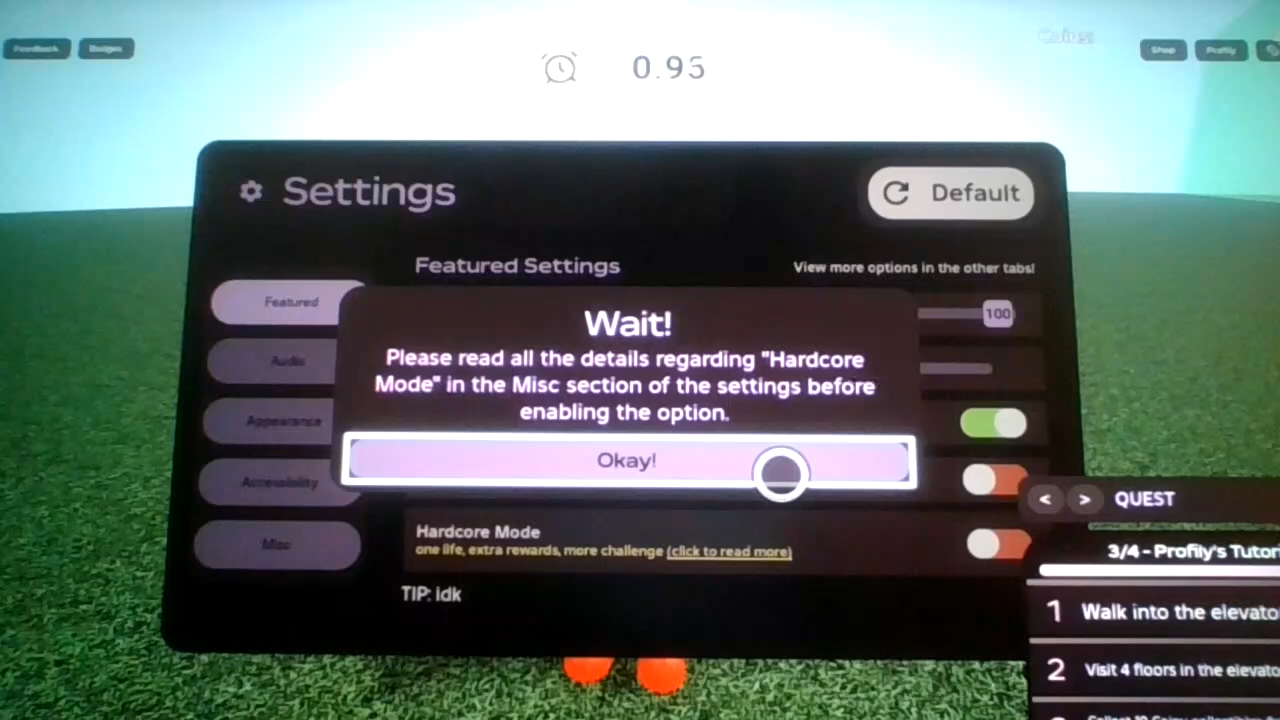 Feedback
Badges
0.95
Coins:
Shop
Profily
Settings
Default
Featured Settings
View more options in the other tabs!
Featured
100
Wait!
Please read all the details regarding "Hardcore
Mode" in the Misc section of the settings before
enabling the option.
Audio
Appearance
Okay!
Accessibility
< > QUEST
Hardcore Mode
one life, extra rewards, more challenge (click to read more)
Misc
3/4 - Profily's Tutori
TIP: idk
1 Walk into the elevato
2 Visit 4 floors in the elevato